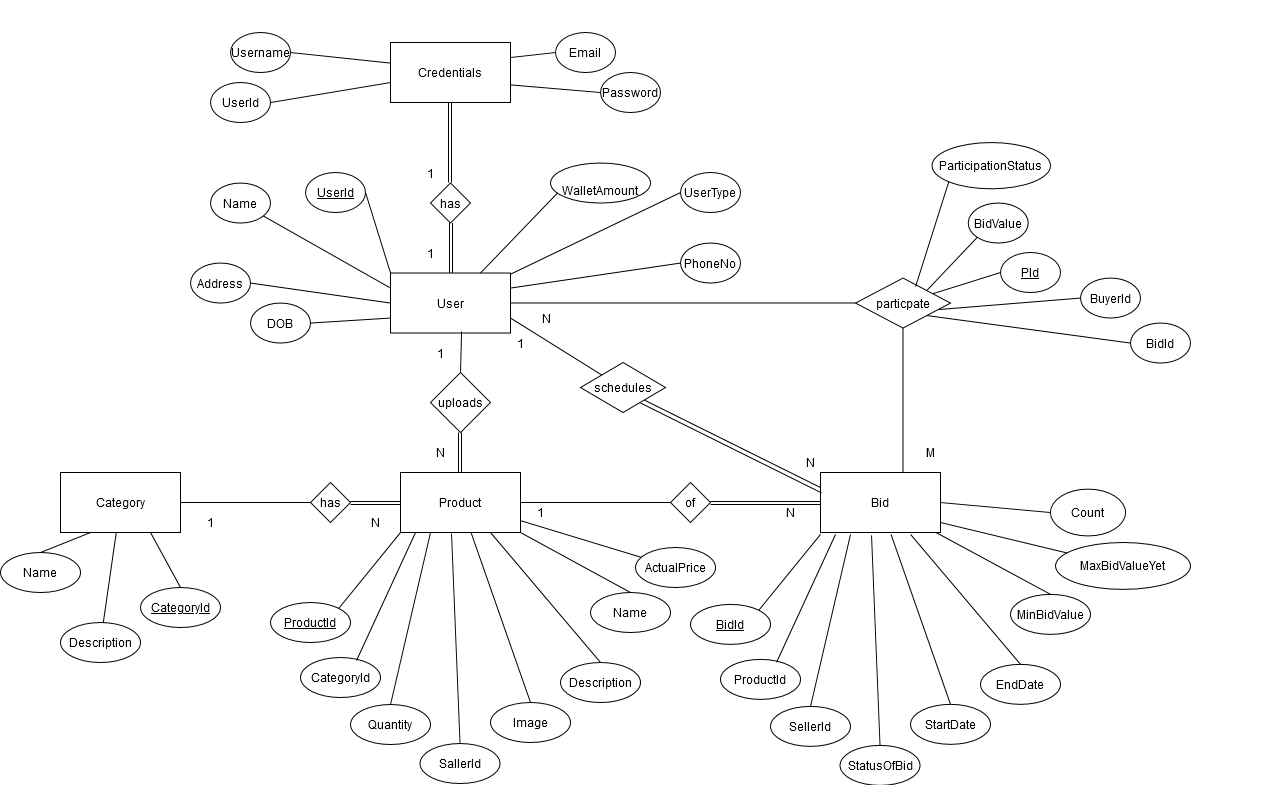 Username
Email
Credentials
UserId
Password
ParticipationStatus
1
UserId
WalletAmount
UserType
Name
has
BidValue
1
PhoneNo
PId
Address
BuyerId
User
particpate
DOB
N
1
BidId
1
schedules
uploads
N
N
M
Category
has
Product
of
Bid
1
N
1
N
Count
ActualPrice
MaxBidValueYet
Name
CategoryId
Name
MinBidValue
ProductId
BidId
Description
CategoryId
Description
ProductId
EndDate
Quantity
Image
SellerId
StartDate
SallerId
StatusOfBid